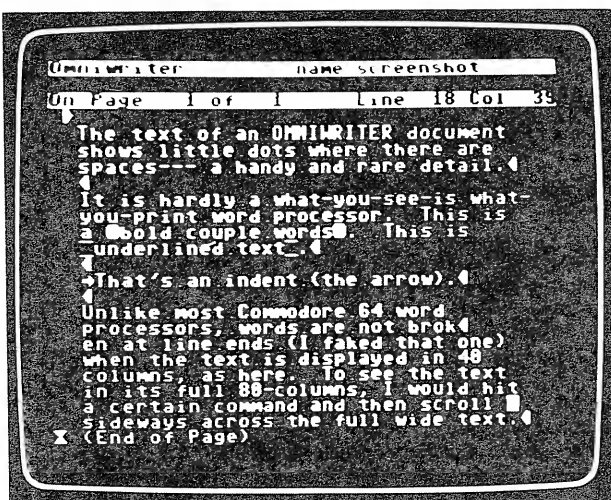 Omniwriter name screenshot
On Page 1 of 1 Line 18 Col 39
The text of an OMNIWRITER document
shows little dots where there are
spaces--- a handy and rare detail.
It is hardly a what-you-see-is what-
you-print word processor. This is
a bold couple words. This is
_underlined text_.
→That's an indent (the arrow).
Unlike most Commodore 64 word
processors, words are not brok
en at line ends (I faked that one)
when the text is displayed in 40
columns, as here. To see the text
in its full 80-columns, I would hit
a certain command and then scroll
sideways across the full wide text.
(End of Page)